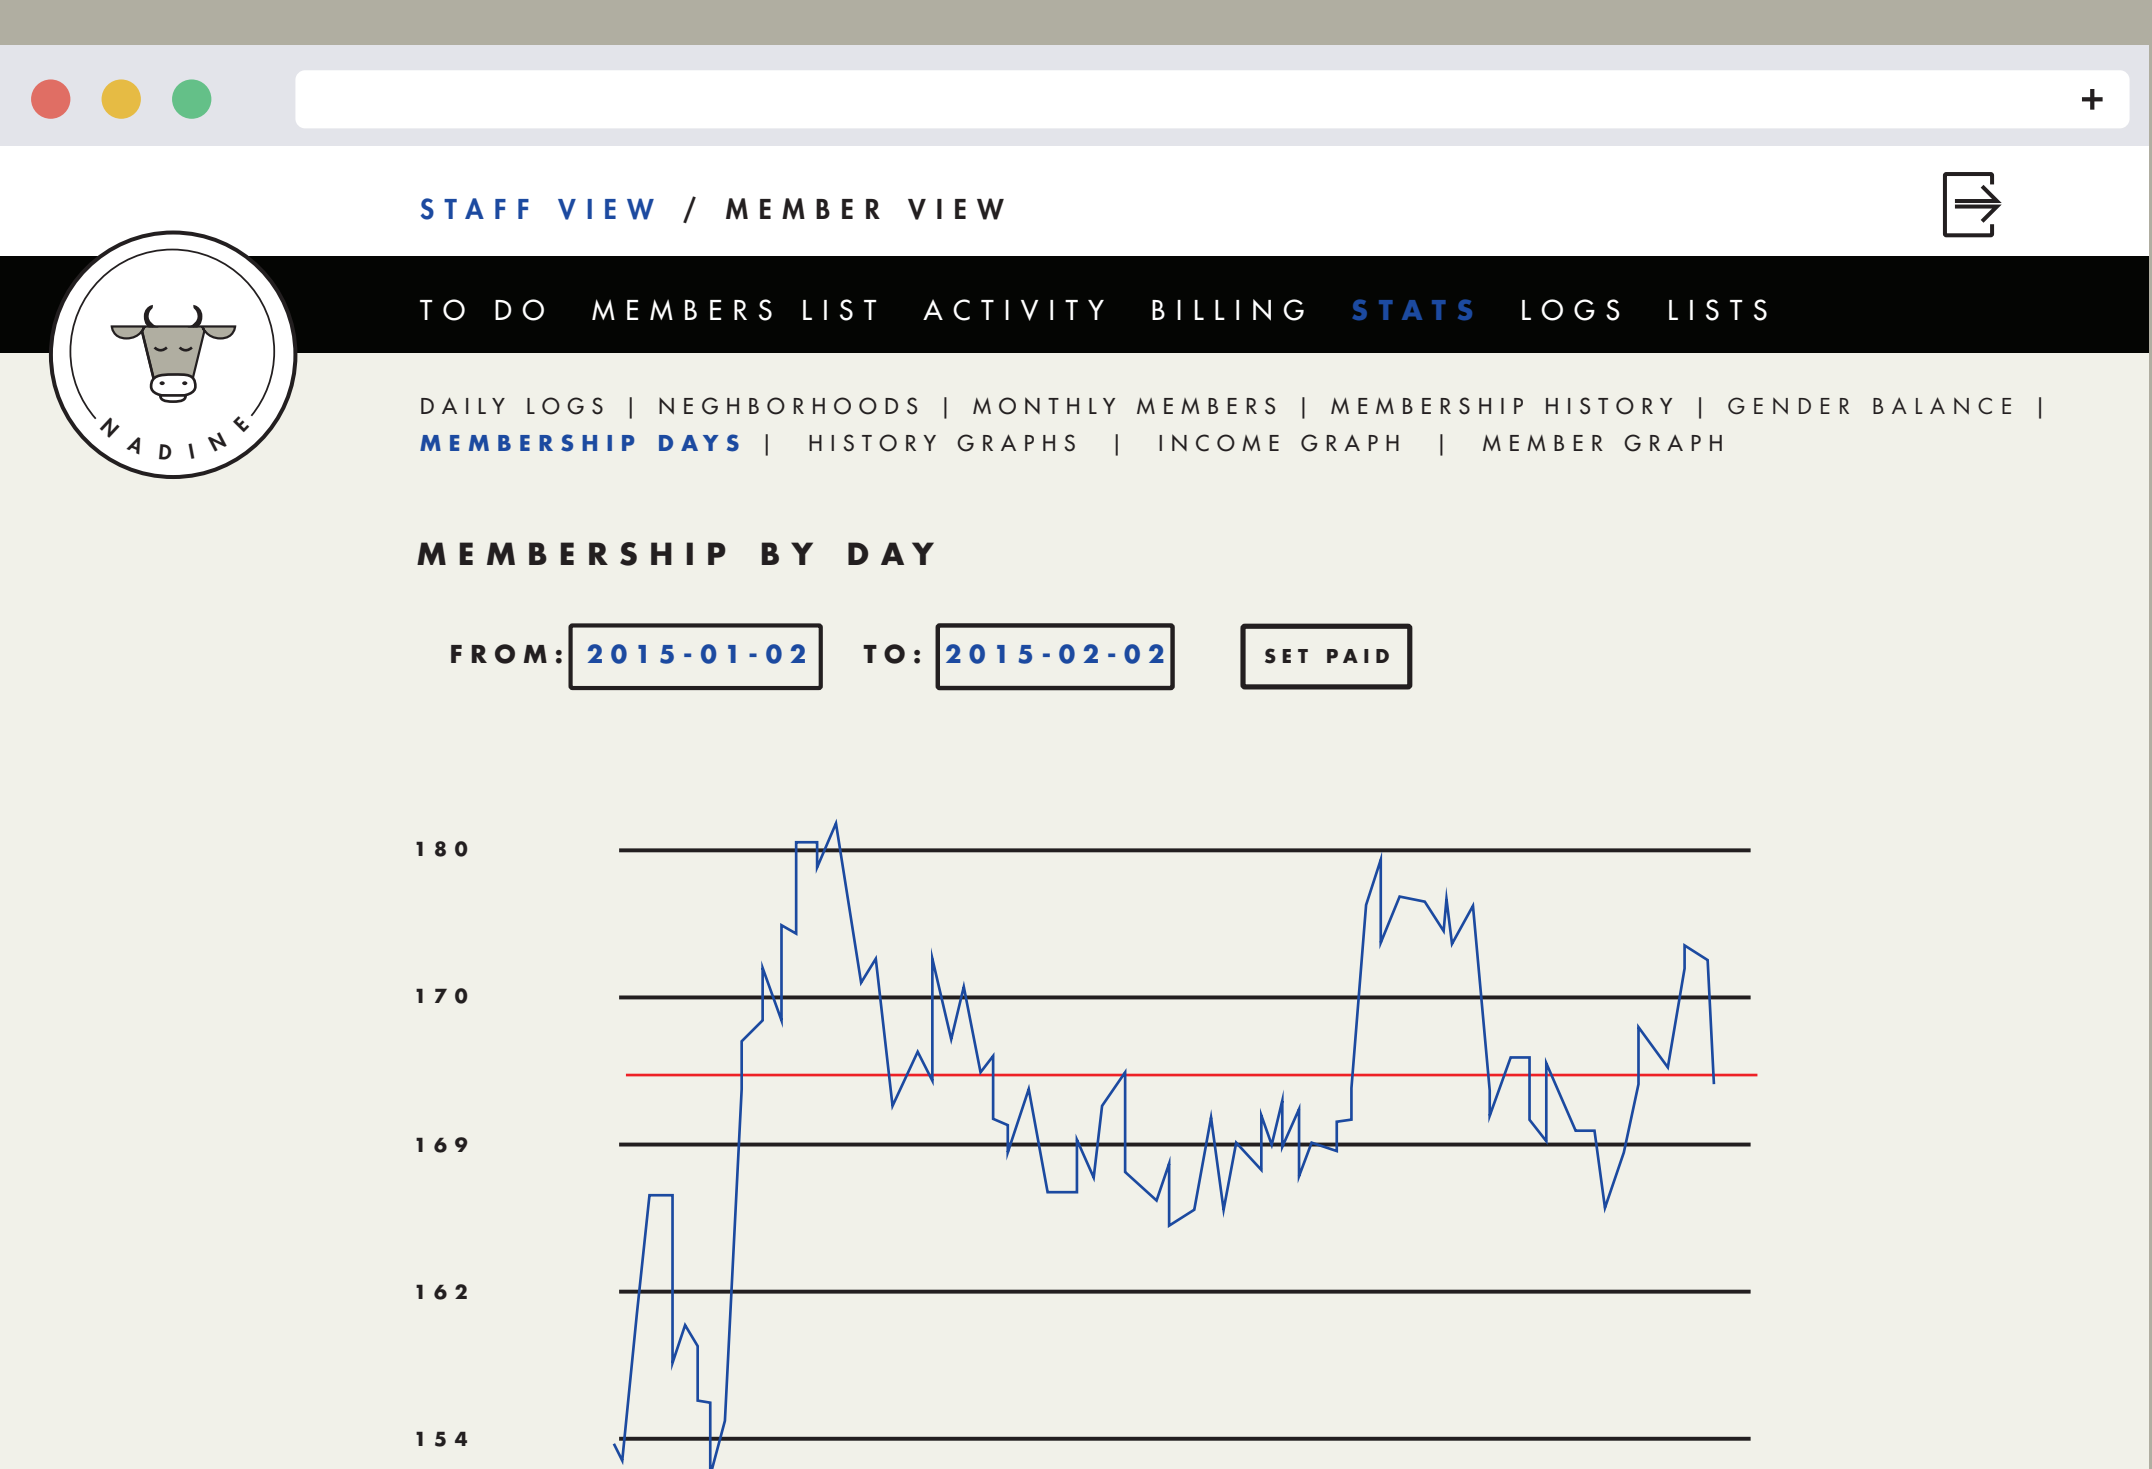 +
STAFF VIEW / MEMBER VIEW
TO DO MEMBERS LIST ACTIVITY BILLING STATS LOGS LISTS
NADINE
DAILY LOGS | NEGHBORHOODS | MONTHLY MEMBERS | MEMBERSHIP HISTORY | GENDER BALANCE |
MEMBERSHIP DAYS | HISTORY GRAPHS | INCOME GRAPH | MEMBER GRAPH
MEMBERSHIP BY DAY
FROM: 2015-01-02 TO: 2015-02-02 SET PAID
180
170
169
162
154